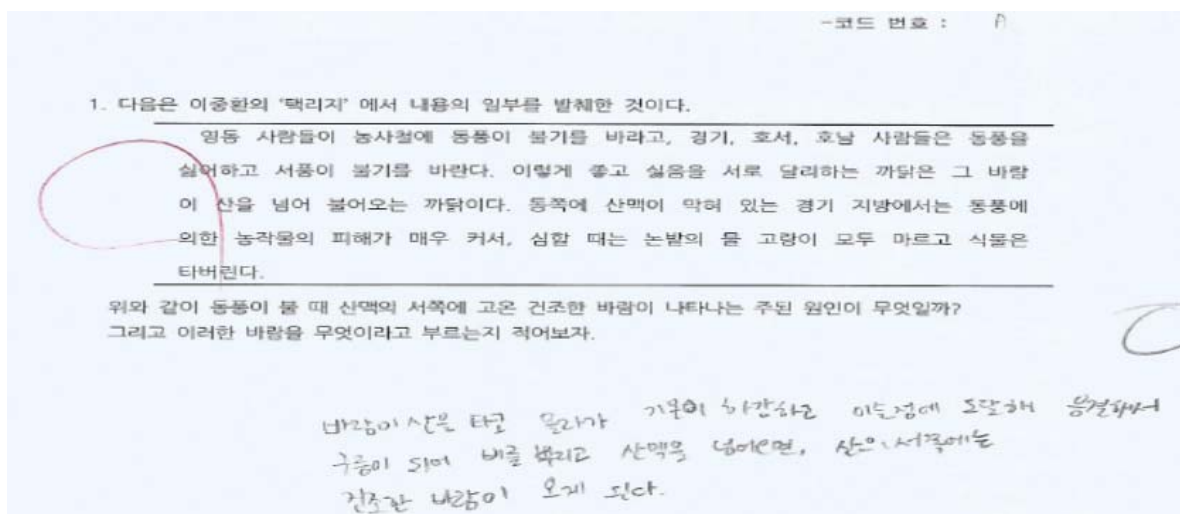 -코드 번호 : A
1. 다음은 이중환의 '택리지' 에서 내용의 일부를 발췌한 것이다.
영동 사람들이 농사철에 동풍이 불기를 바라고, 경기, 호서, 호남 사람들은 동풍을
싫어하고 서풍이 불기를 바란다. 이렇게 좋고 싫음을 서로 달리하는 까닭은 그 바람
이 산을 넘어 불어오는 까닭이다. 동쪽에 산맥이 막혀 있는 경기 지방에서는 동풍에
의한 농작물의 피해가 매우 커서, 심할 때는 논밭의 물 고랑이 모두 마르고 식물은
타버린다.
위와 같이 동풍이 불 때 산맥의 서쪽에 고온 건조한 바람이 나타나는 주된 원인이 무엇일까?
그리고 이러한 바람을 무엇이라고 부르는지 적어보자.
바람이 산을 타고 올라가 기온이 하강하고 이슬점에 도달해 응결해서
구름이 되어 비를 뿌리고 산맥을 넘어오면, 산의 서쪽에는
건조한 바람이 오게 된다.